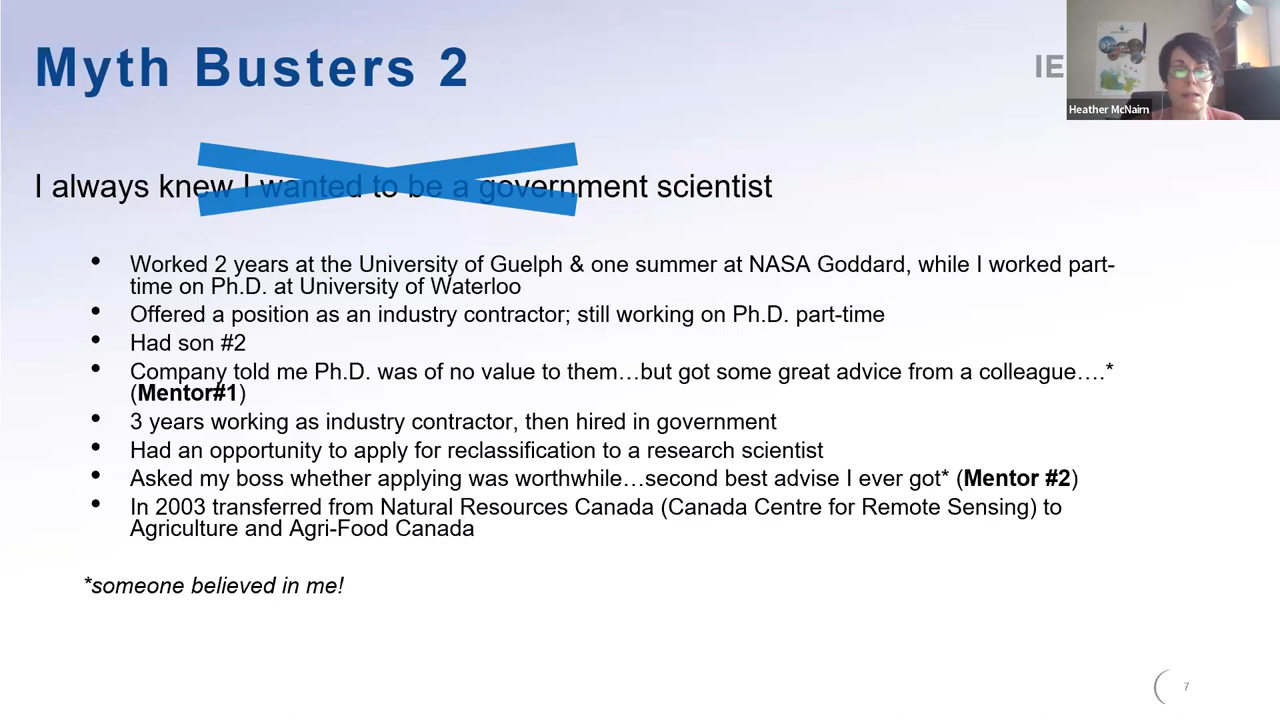 Myth Busters 2
IE
Heather McNairn
I always knew I wanted to be a government scientist
• Worked 2 years at the University of Guelph & one summer at NASA Goddard, while I worked part-
time on Ph.D. at University of Waterloo
• Offered a position as an industry contractor; still working on Ph.D. part-time
• Had son #2
• Company told me Ph.D. was of no value to them…but got some great advice from a colleague….*
(Mentor#1)
• 3 years working as industry contractor, then hired in government
• Had an opportunity to apply for reclassification to a research scientist
• Asked my boss whether applying was worthwhile…second best advise I ever got* (Mentor #2)
• In 2003 transferred from Natural Resources Canada (Canada Centre for Remote Sensing) to
Agriculture and Agri-Food Canada
*someone believed in me!
7